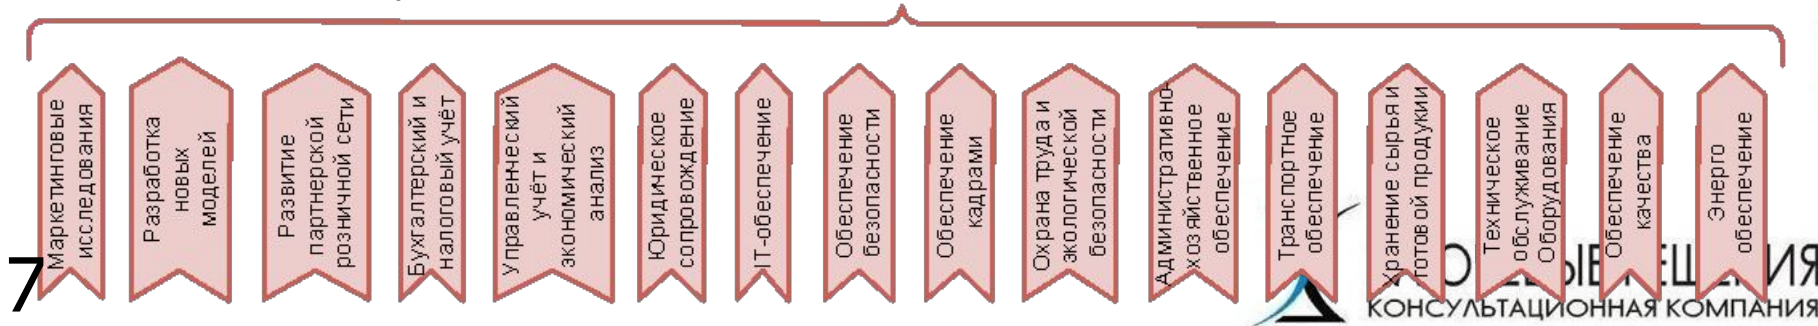 Маркетинговые
исследования
Разработка
новых
моделей
Развитие
партнерской
розничной сети
Бухгалтерский и
налоговый учёт
Управленческий
учёт и
экономический
анализ
Юридическое
сопровождение
IT-обеспечение
Обеспечение
безопасности
Обеспечение
кадрами
Охрана труда и
экологической
безопасности
Административно-
хозяйственное
обеспечение
Транспортное
обеспечение
Хранение сырья и
готовой продукии
Техническое
обслуживание
Оборудования
Обеспечение
качества
Энерго
обеспечение
7
КОНСУЛЬТАЦИОННАЯ КОМПАНИЯ